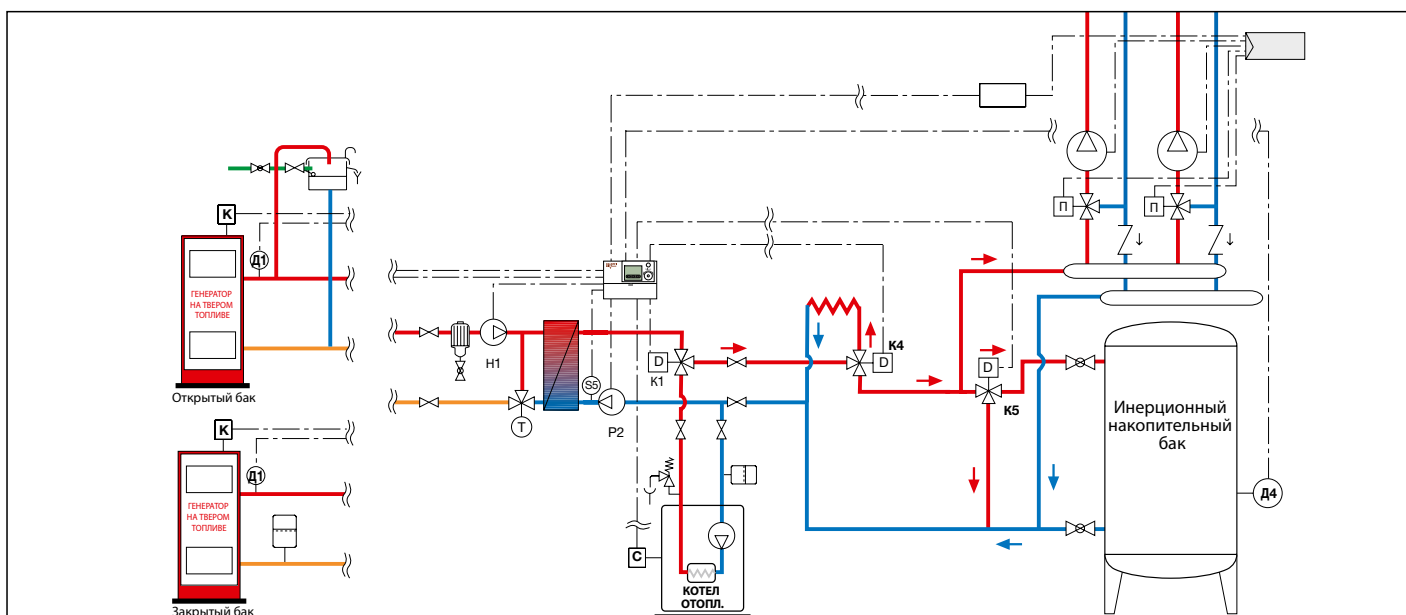 П
П
K
Д1
ГЕНЕРАТОР
НА ТВЕРОМ
ТОПЛИВЕ
Открытый бак
H1
T
S5
P2
D
K1
K4
D
D
K5
Инерционный
накопительный
бак
Д4
K
Д1
ГЕНЕРАТОР
НА ТВЕРОМ
ТОПЛИВЕ
Закрытый бак
C
КОТЕЛ
ОТОПЛ.